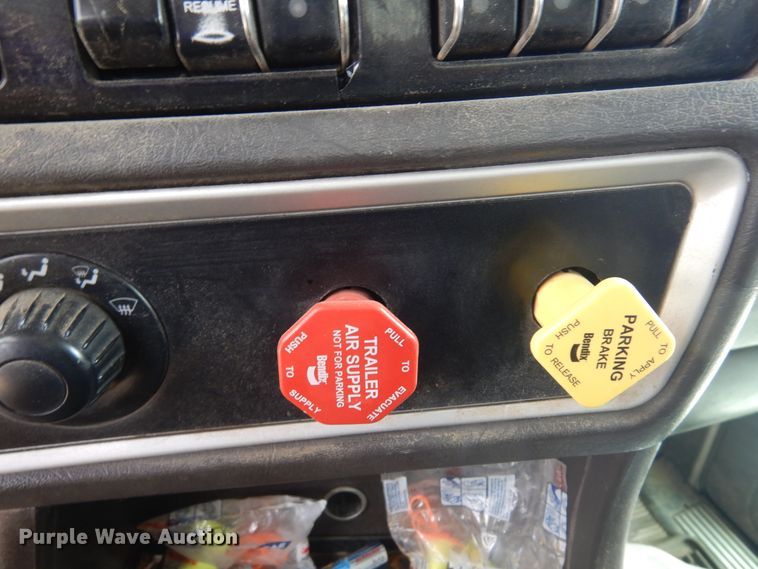 RESUME
PULL TO EVACUATE
TRAILER
AIR SUPPLY
NOT FOR PARKING
Bendix
PUSH TO SUPPLY
PULL TO APPLY
PARKING
BRAKE
Bendix
PUSH TO RELEASE
Purple Wave Auction